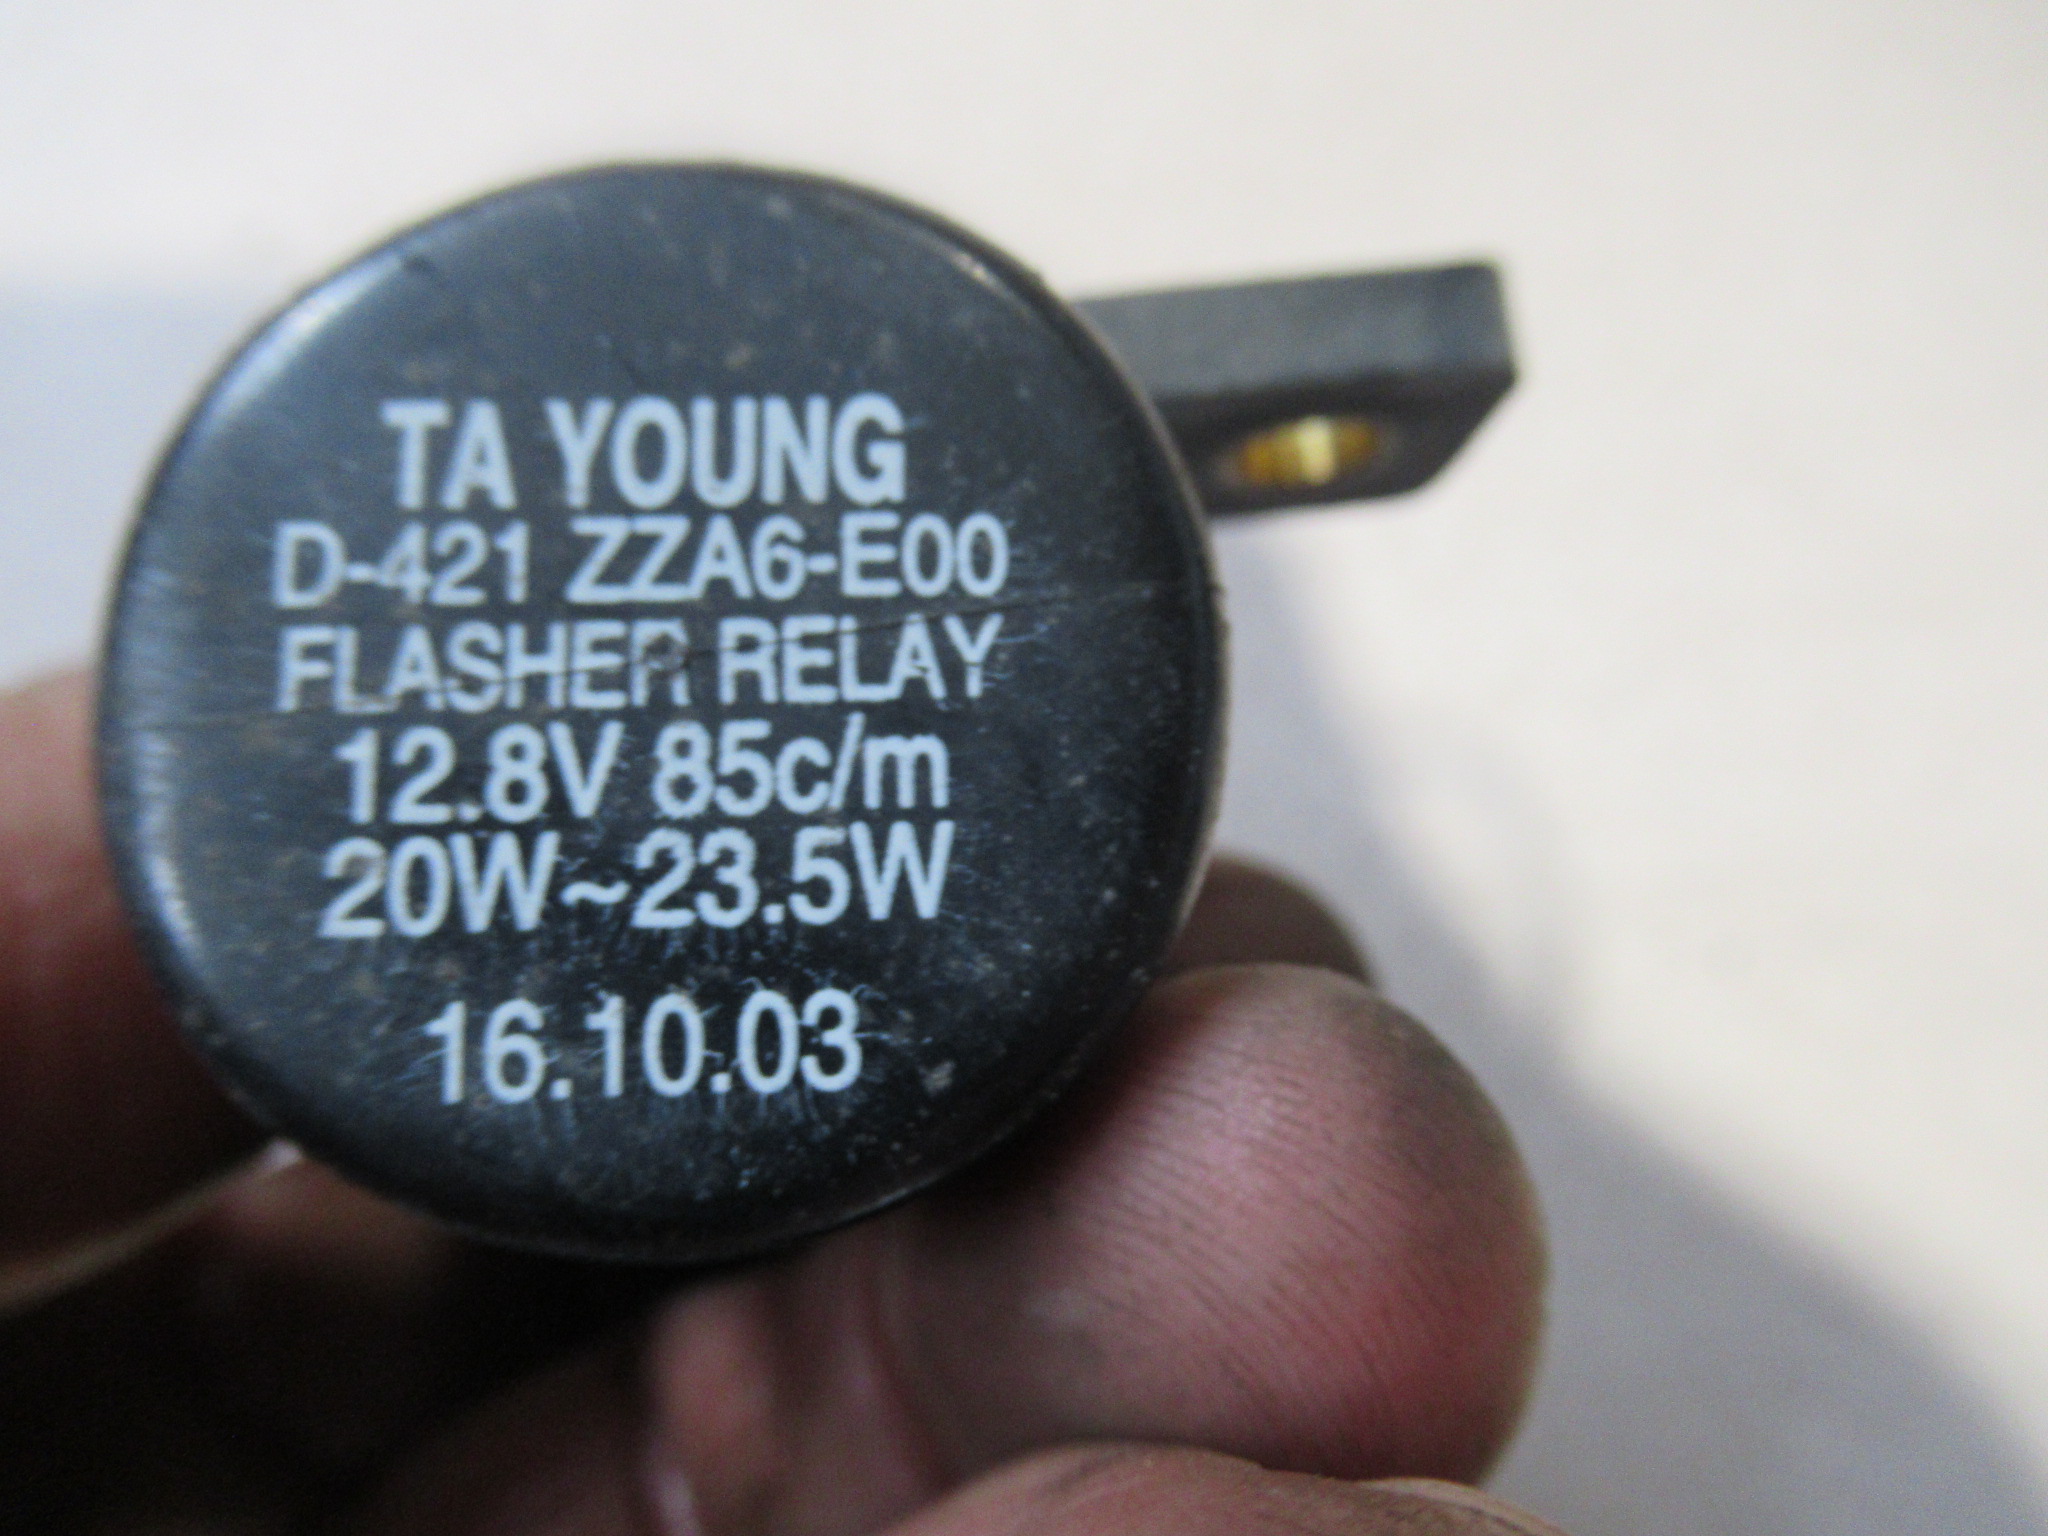 TA YOUNG
D-421 ZZA6-E00
FLASHER RELAY
12.8V 85c/m
20W~23.5W
16.10.03